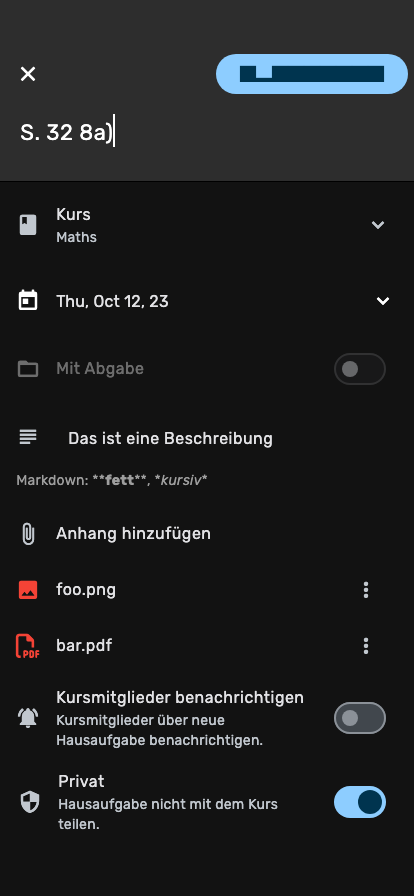 S. 32 8a)
Kurs
Maths
Thu, Oct 12, 23
Mit Abgabe
Das ist eine Beschreibung
Markdown: **fett**, *kursiv*
Anhang hinzufügen
foo.png
PDF bar.pdf
Kursmitglieder benachrichtigen
Kursmitglieder über neue
Hausaufgabe benachrichtigen.
Privat
Hausaufgabe nicht mit dem Kurs
teilen.